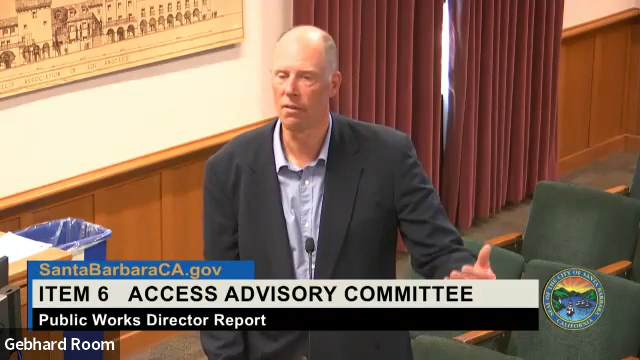 SantaBarbaraCA.gov
ITEM 6 ACCESS ADVISORY COMMITTEE
Public Works Director Report
Gebhard Room